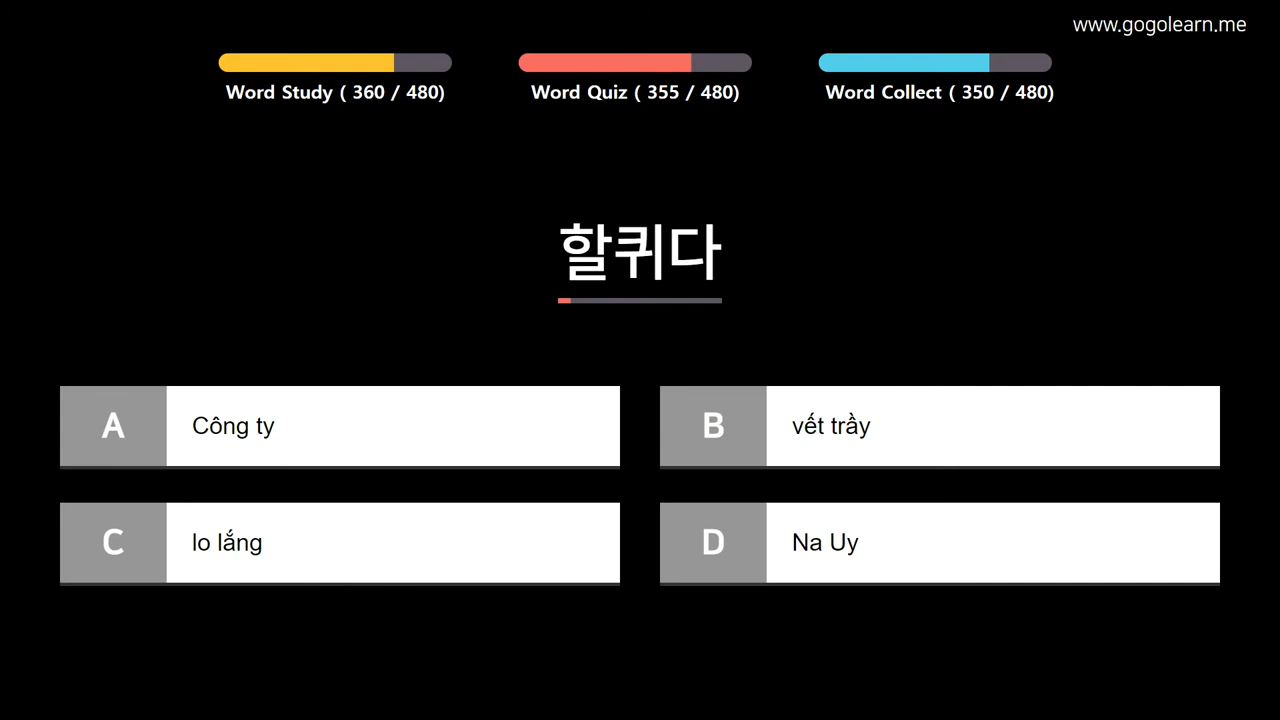 www.gogolearn.me
Word Study ( 360 / 480)
Word Quiz ( 355 / 480)
Word Collect ( 350 / 480)
할퀴다
A Công ty
B vết trầy
C lo lắng
D Na Uy